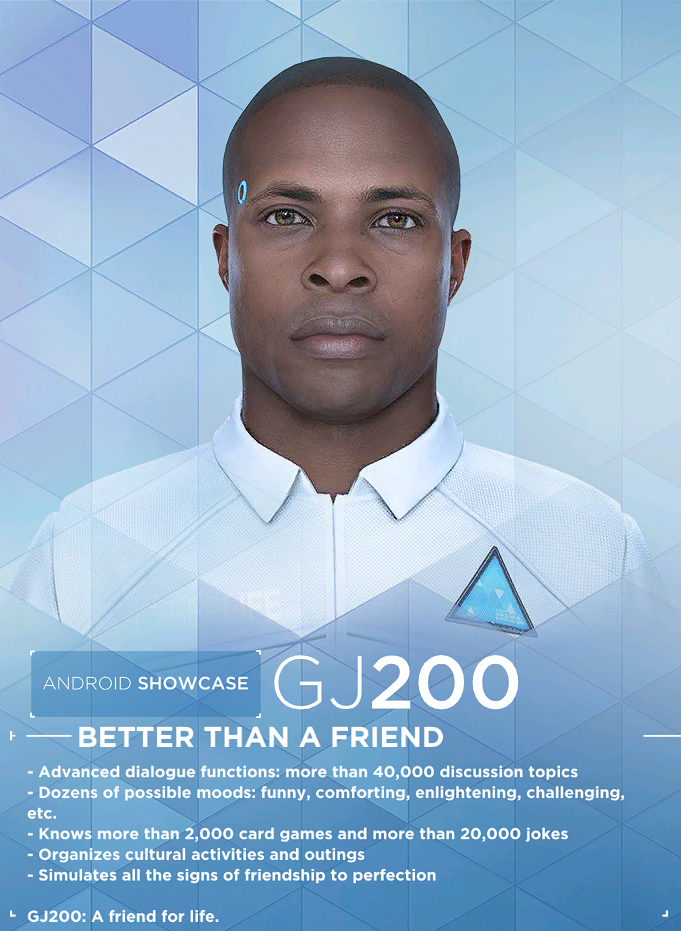 ANDROID SHOWCASE GJ200
BETTER THAN A FRIEND
- Advanced dialogue functions: more than 40,000 discussion topics
- Dozens of possible moods: funny, comforting, enlightening, challenging,
etc.
- Knows more than 2,000 card games and more than 20,000 jokes
- Organizes cultural activities and outings
- Simulates all the signs of friendship to perfection
GJ200: A friend for life.